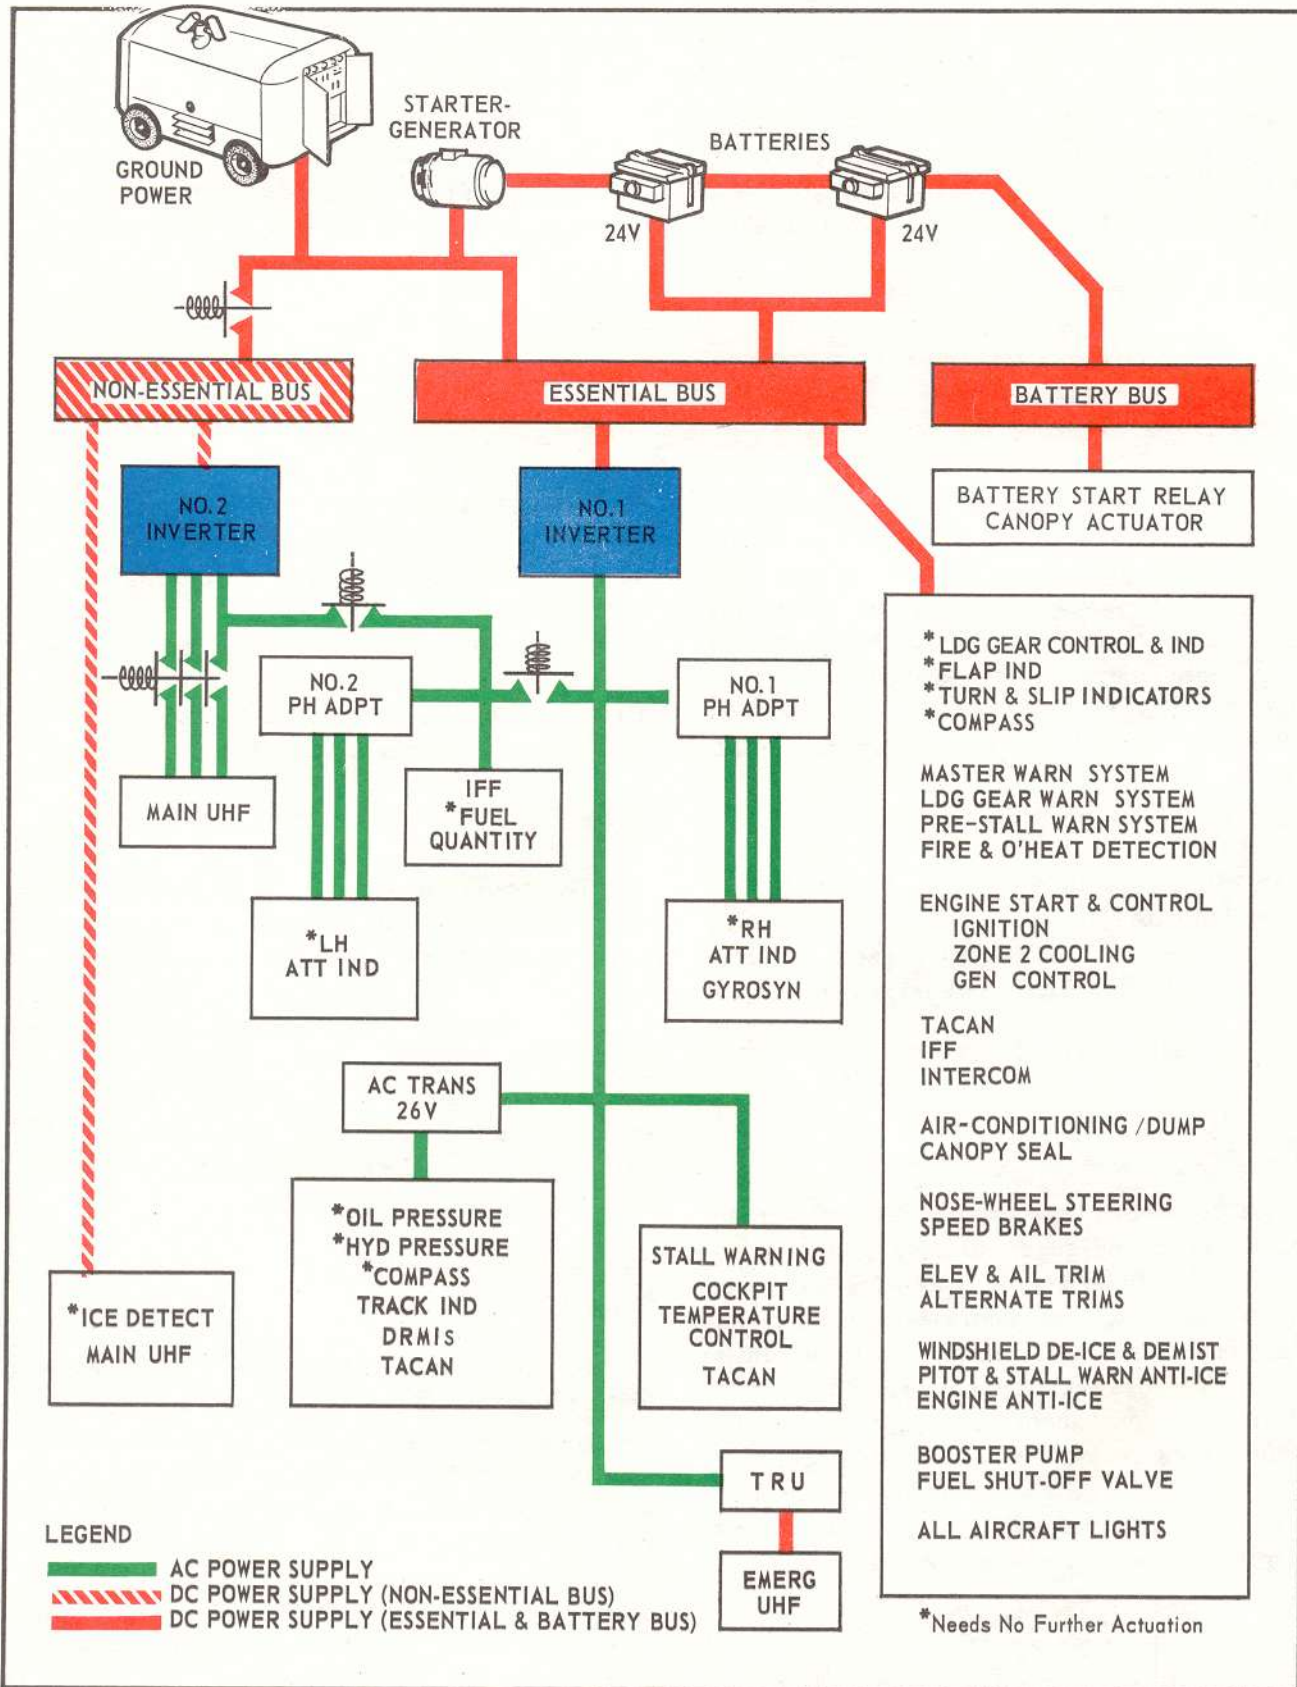 GROUND
POWER
STARTER-
GENERATOR
BATTERIES
24V
24V
NON-ESSENTIAL BUS
ESSENTIAL BUS
BATTERY BUS
NO.2
INVERTER
NO.1
INVERTER
BATTERY START RELAY
CANOPY ACTUATOR
NO.2
PH ADPT
NO.1
PH ADPT
MAIN UHF
IFF
*FUEL
QUANTITY
*LH
ATT IND
*RH
ATT IND
GYROSYN
AC TRANS
26V
*OIL PRESSURE
*HYD PRESSURE
*COMPASS
TRACK IND
DRMIs
TACAN
STALL WARNING
COCKPIT
TEMPERATURE
CONTROL
TACAN
*ICE DETECT
MAIN UHF
TRU
EMERG
UHF
*LDG GEAR CONTROL & IND
*FLAP IND
*TURN & SLIP INDICATORS
*COMPASS
MASTER WARN SYSTEM
LDG GEAR WARN SYSTEM
PRE-STALL WARN SYSTEM
FIRE & O'HEAT DETECTION
ENGINE START & CONTROL
IGNITION
ZONE 2 COOLING
GEN CONTROL
TACAN
IFF
INTERCOM
AIR-CONDITIONING/DUMP
CANOPY SEAL
NOSE-WHEEL STEERING
SPEED BRAKES
ELEV & AIL TRIM
ALTERNATE TRIMS
WINDSHIELD DE-ICE & DEMIST
PITOT & STALL WARN ANTI-ICE
ENGINE ANTI-ICE
BOOSTER PUMP
FUEL SHUT-OFF VALVE
ALL AIRCRAFT LIGHTS
LEGEND
AC POWER SUPPLY
DC POWER SUPPLY (NON-ESSENTIAL BUS)
DC POWER SUPPLY (ESSENTIAL & BATTERY BUS)
*Needs No Further Actuation